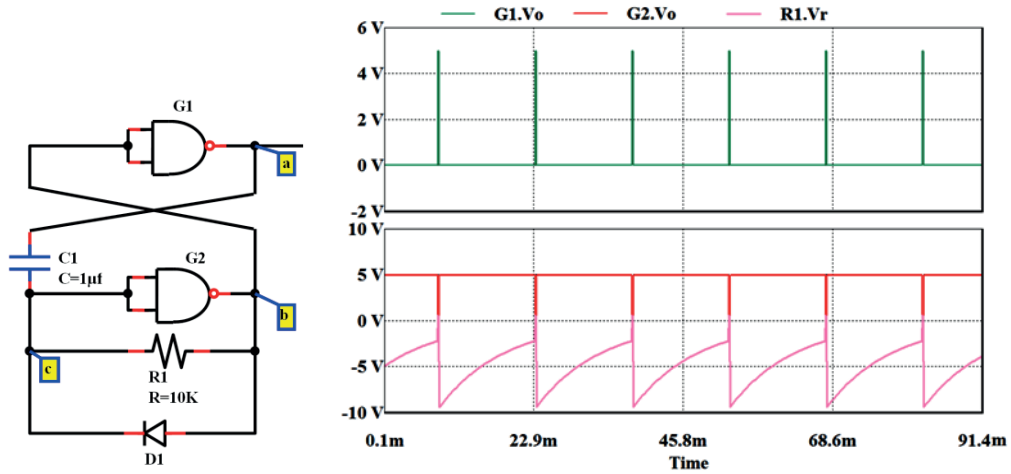 G1
a
C1
C=1µf
G2
b
c
R1
R=10K
D1
G1.Vo G2.Vo R1.Vr
6 V
4 V
2 V
0 V
-2 V
10 V
5 V
0 V
-5 V
-10 V
0.1m 22.9m 45.8m 68.6m 91.4m
Time